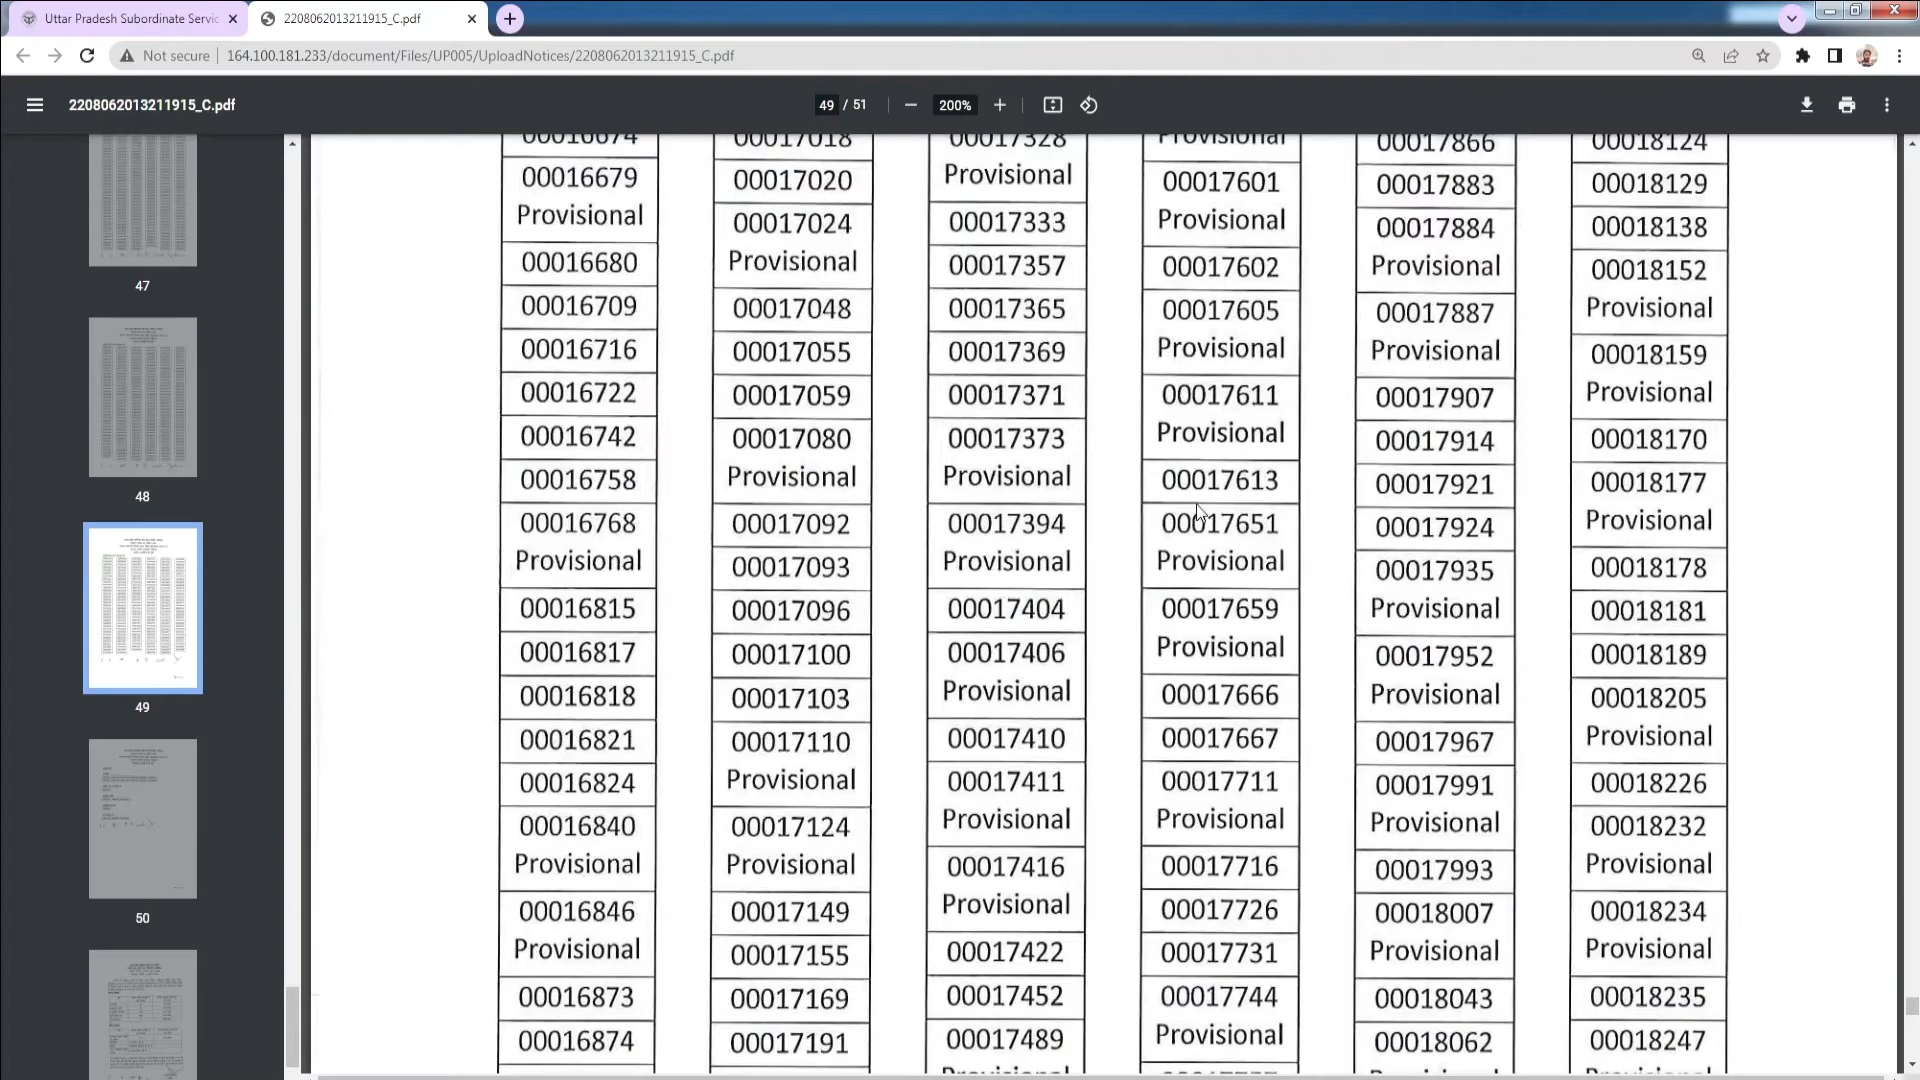 Uttar Pradesh Subordinate Servic
2208062013211915_C.pdf
Not secure
164.100.181.233/document/Files/UP005/UploadNotices/2208062013211915_C.pdf
2208062013211915_C.pdf
49 / 51
200%
47
48
49
50
00016674
00016679
Provisional
00016680
00016709
00016716
00016722
00016742
00016758
00016768
Provisional
00016815
00016817
00016818
00016821
00016824
00016840
Provisional
00016846
Provisional
00016873
00016874
00017018
00017020
00017024
Provisional
00017048
00017055
00017059
00017080
Provisional
00017092
00017093
00017096
00017100
00017103
00017110
Provisional
00017124
Provisional
00017149
00017155
00017169
00017191
00017328
Provisional
00017333
00017357
00017365
00017369
00017371
00017373
Provisional
00017394
Provisional
00017404
00017406
Provisional
00017410
00017411
Provisional
00017416
Provisional
00017422
00017452
00017489
Provisional
Provisional
00017601
Provisional
00017602
00017605
Provisional
00017611
Provisional
00017613
00017651
Provisional
00017659
Provisional
00017666
00017667
00017711
Provisional
00017716
00017726
00017731
00017744
Provisional
00017866
00017883
00017884
Provisional
00017887
Provisional
00017907
00017914
00017921
00017924
00017935
Provisional
00017952
Provisional
00017967
00017991
Provisional
00017993
00018007
Provisional
00018043
00018062
00018124
00018129
00018138
00018152
Provisional
00018159
Provisional
00018170
00018177
Provisional
00018178
00018181
00018189
00018205
Provisional
00018226
00018232
Provisional
00018234
Provisional
00018235
00018247